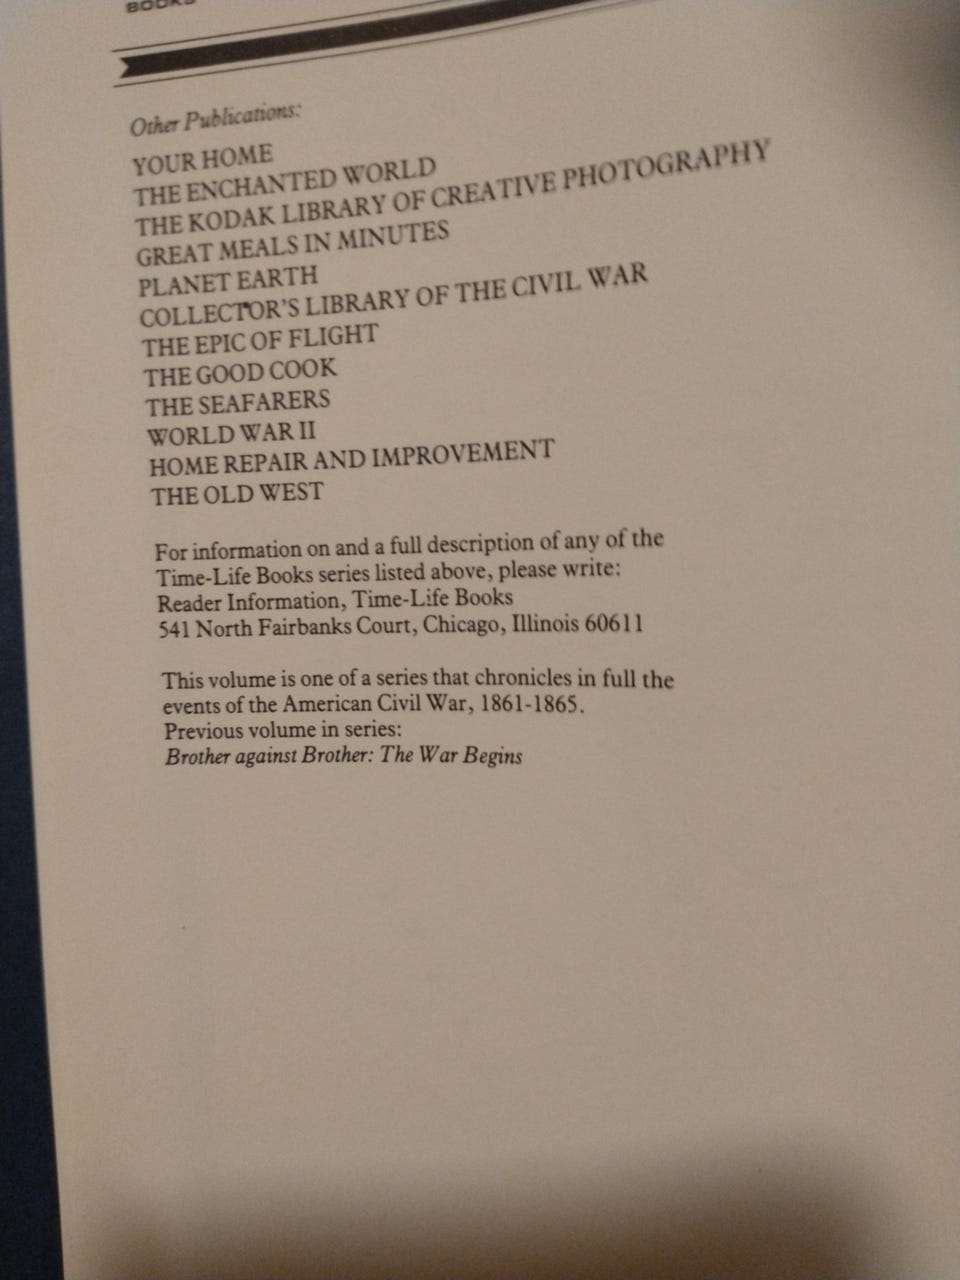 BOOKS
Other Publications:
YOUR HOME
THE ENCHANTED WORLD
THE KODAK LIBRARY OF CREATIVE PHOTOGRAPHY
GREAT MEALS IN MINUTES
PLANET EARTH
COLLECTOR'S LIBRARY OF THE CIVIL WAR
THE EPIC OF FLIGHT
THE GOOD COOK
THE SEAFARERS
WORLD WAR II
HOME REPAIR AND IMPROVEMENT
THE OLD WEST
For information on and a full description of any of the
Time-Life Books series listed above, please write:
Reader Information, Time-Life Books
541 North Fairbanks Court, Chicago, Illinois 60611
This volume is one of a series that chronicles in full the
events of the American Civil War, 1861-1865.
Previous volume in series:
Brother against Brother: The War Begins